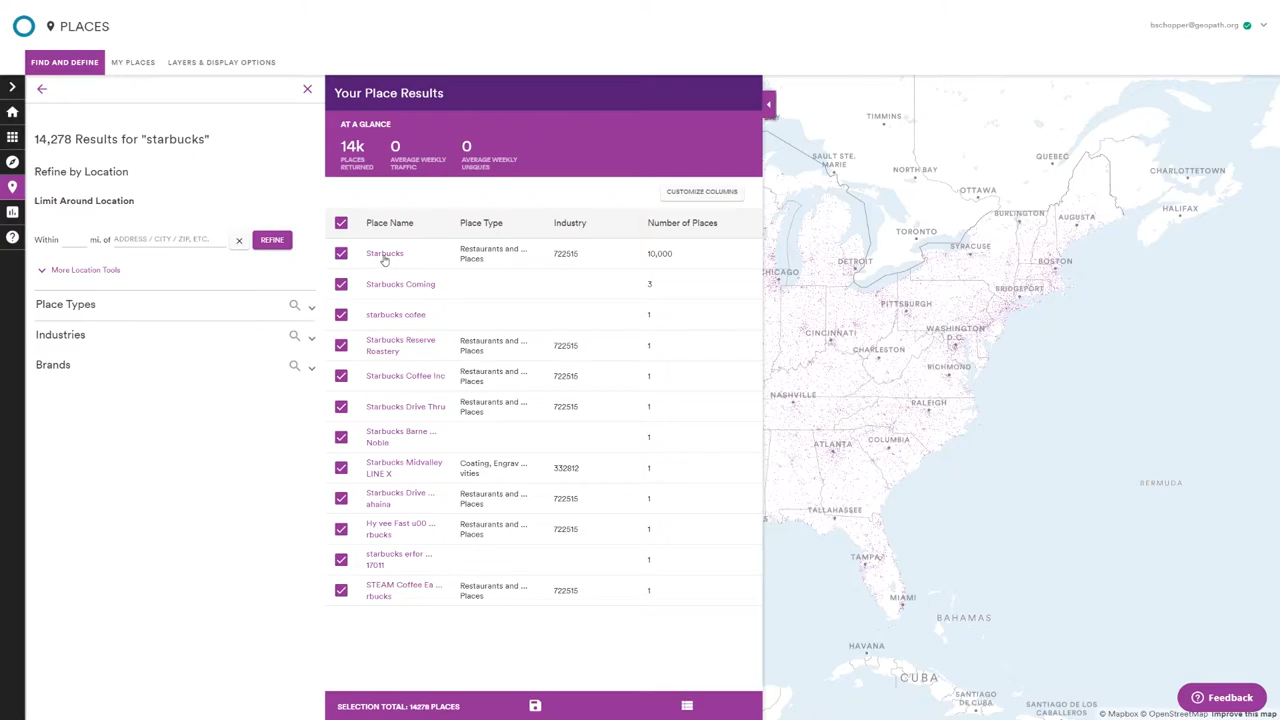 PLACES
bschopper@geopath.org
FIND AND DEFINE
MY PLACES
LAYERS & DISPLAY OPTIONS
14,278 Results for "starbucks"
Refine by Location
Limit Around Location
Within mi. of ADDRESS / CITY / ZIP, ETC. REFINE
More Location Tools
Place Types
Industries
Brands
Your Place Results
AT A GLANCE
14k 0 0
PLACES RETURNED
AVERAGE WEEKLY TRAFFIC
AVERAGE WEEKLY UNIQUES
CUSTOMIZE COLUMNS
Place Name Place Type Industry Number of Places
Starbucks Restaurants and ... Places 722515 10,000
Starbucks Coming 3
starbucks cofee 1
Starbucks Reserve Roastery Restaurants and ... Places 722515 1
Starbucks Coffee Inc Restaurants and ... Places 722515 1
Starbucks Drive Thru Restaurants and ... Places 722515 1
Starbucks Barne ... Noble 1
Starbucks Midvalley LINE X Coating, Engrav ... vities 332812 1
Starbucks Drive ... ahaina Restaurants and ... Places 722515 1
Hy vee Fast u00 ... rbucks Restaurants and ... Places 722515 1
starbucks erfor ... 17011 1
STEAM Coffee Ea ... rbucks Restaurants and ... Places 722515 1
SELECTION TOTAL: 14278 PLACES
TIMMINS
SAULT STE. MARIE
NORTH BAY
QUEBEC
CHARLOTTETOWN
OTTAWA
HALIFAX
BURLINGTON
AUGUSTA
SYRACUSE
BOSTON
DETROIT
CHICAGO
BRIDGEPORT
PITTSBURGH
CINCINNATI
WASHINGTON D.C.
CHARLESTON
RICHMOND
NASHVILLE
RALEIGH
ATLANTA
COLUMBIA
BERMUDA
TALLAHASSEE
TAMPA
MIAMI
BAHAMAS
HAVANA
CUBA
SANTIAGO DE CUBA
SANTIAGO DE LOS CABALLEROS
Feedback
© Mapbox © OpenStreetMap Improve this map